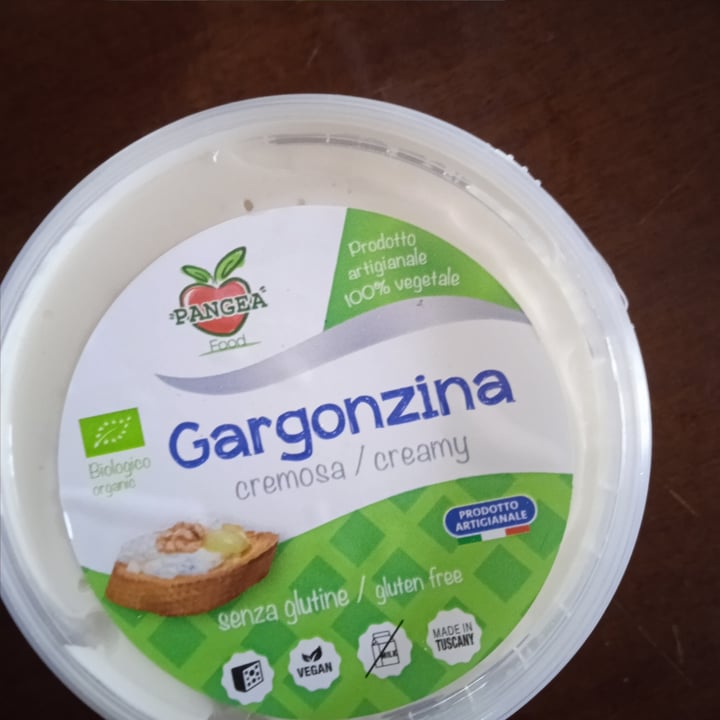 PANGEA
Food
Prodotto
artigianale
100% vegetale
Gargonzina
cremosa / creamy
Biologico
organic
PRODOTTO
ARTIGIANALE
senza glutine / gluten free
VEGAN
MILK
MADE IN
TUSCANY